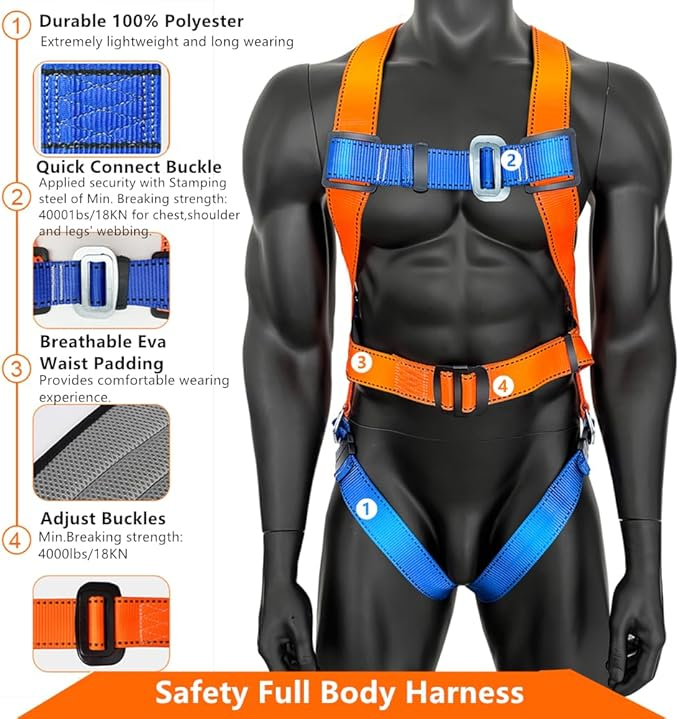 1
Durable 100% Polyester
Extremely lightweight and long wearing
2
Quick Connect Buckle
Applied security with Stamping
steel of Min. Breaking strength:
40001bs/18KN for chest,shoulder
and legs' webbing.
3
Breathable Eva
Waist Padding
Provides comfortable wearing
experience.
4
Adjust Buckles
Min.Breaking strength:
4000lbs/18KN
2
3
4
1
Safety Full Body Harness